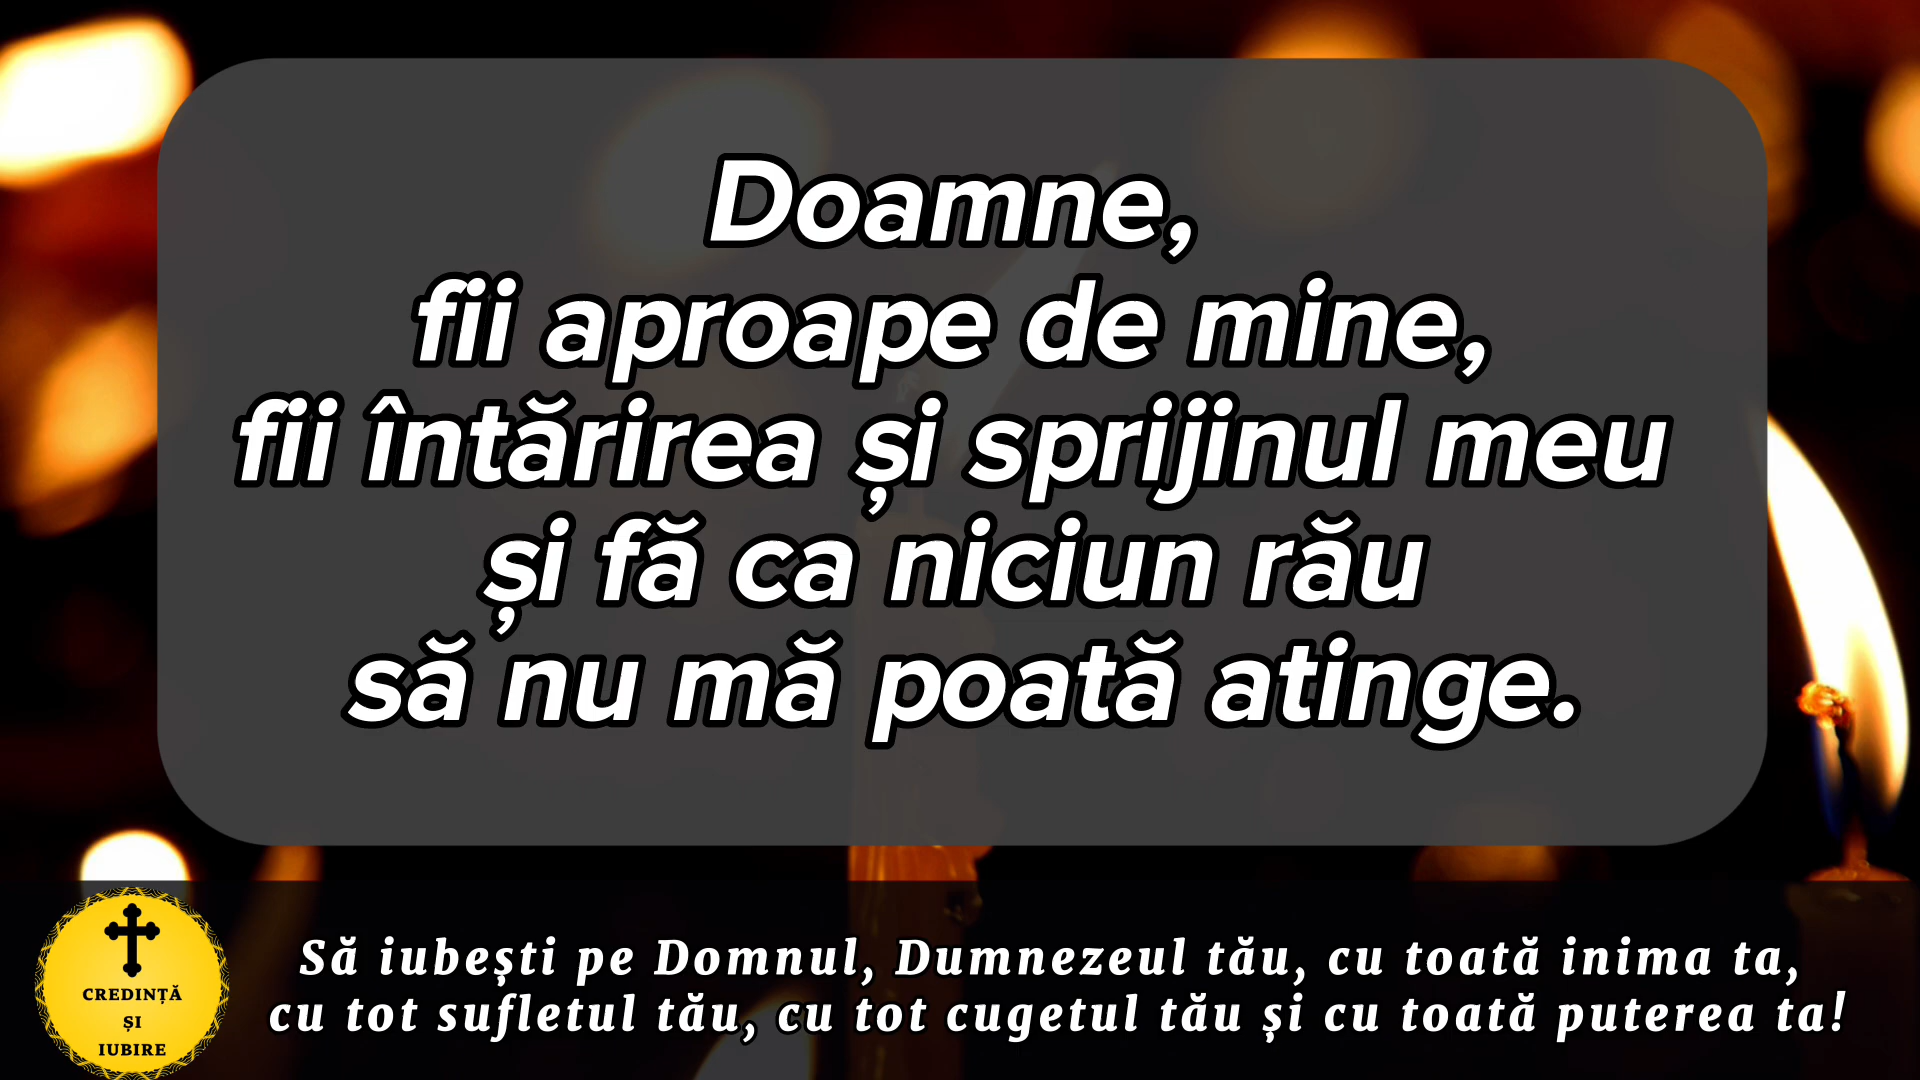 Doamne,
fii aproape de mine,
fii întărirea și sprijinul meu
și fă ca niciun rău
să nu mă poată atinge.
CREDINȚĂ
ȘI
IUBIRE
Să iubești pe Domnul, Dumnezeul tău, cu toată inima ta,
cu tot sufletul tău, cu tot cugetul tău și cu toată puterea ta!